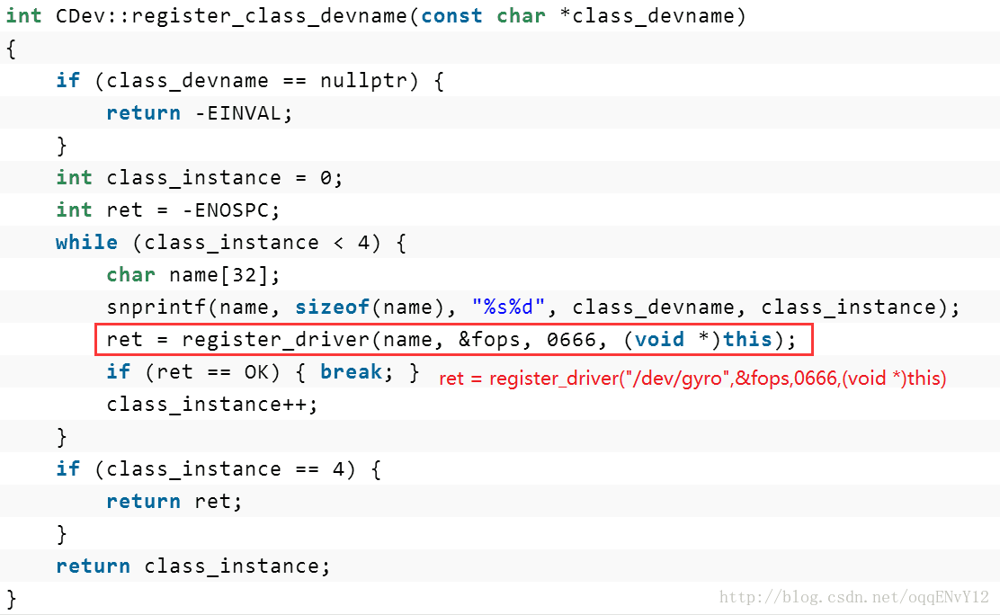 int CDev::register_class_devname(const char *class_devname)
{
    if (class_devname == nullptr) {
        return -EINVAL;
    }
    int class_instance = 0;
    int ret = -ENOSPC;
    while (class_instance < 4) {
        char name[32];
        snprintf(name, sizeof(name), "%s%d", class_devname, class_instance);
        ret = register_driver(name, &fops, 0666, (void *)this);
        if (ret == OK) { break; }
ret = register_driver("/dev/gyro",&fops,0666,(void *)this)
        class_instance++;
    }
    if (class_instance == 4) {
        return ret;
    }
    return class_instance;
}
http://blog.csdn.net/oqqENvY12